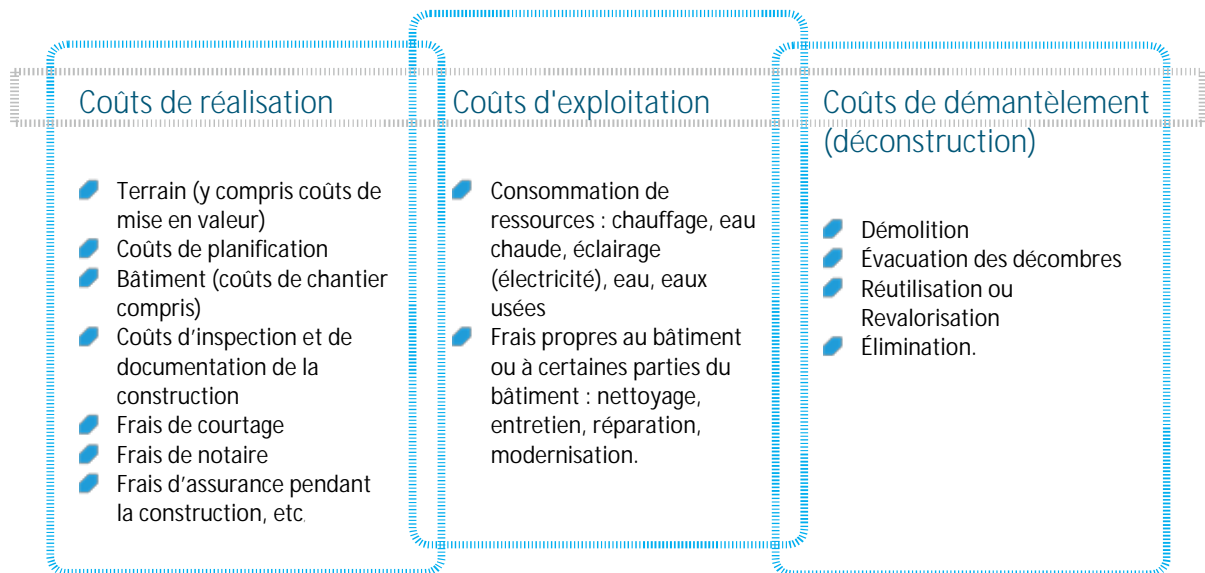 Coûts de réalisation
Terrain (y compris coûts de
mise en valeur)
Coûts de planification
Bâtiment (coûts de chantier
compris)
Coûts d’inspection et de
documentation de la
construction
Frais de courtage
Frais de notaire
Frais d’assurance pendant
la construction, etc.
Coûts d'exploitation
Consommation de
ressources : chauffage, eau
chaude, éclairage
(électricité), eau, eaux
usées
Frais propres au bâtiment
ou à certaines parties du
bâtiment : nettoyage,
entretien, réparation,
modernisation.
Coûts de démantèlement
(déconstruction)
Démolition
Évacuation des décombres
Réutilisation ou
Revalorisation
Élimination.